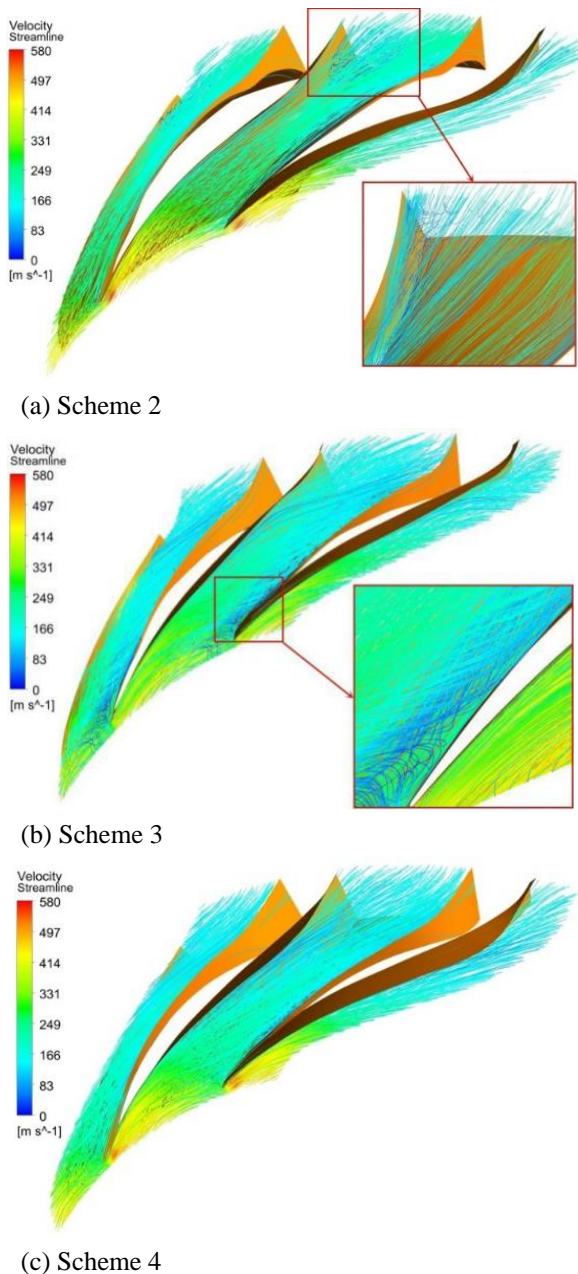 Velocity
Streamline
580
497
414
331
249
166
83
0
[m s^-1]
(a) Scheme 2
Velocity
Streamline
580
497
414
331
249
166
83
0
[m s^-1]
(b) Scheme 3
Velocity
Streamline
580
497
414
331
249
166
83
0
[m s^-1]
(c) Scheme 4